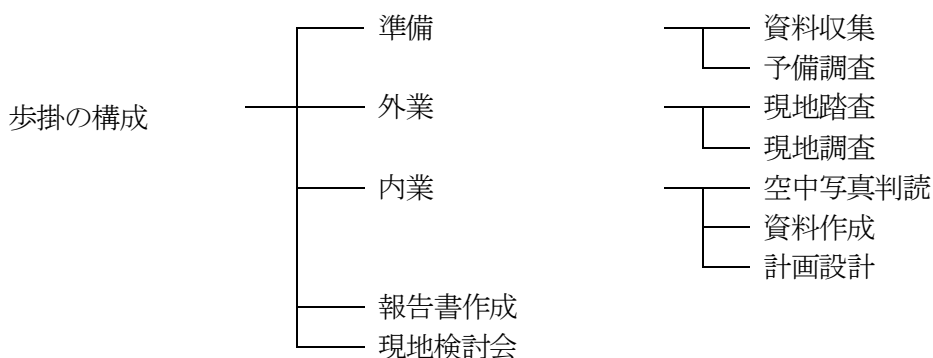 準備 資料収集
予備調査
歩掛の構成 外業 現地踏査
現地調査
内業 空中写真判読
資料作成
計画設計
報告書作成
現地検討会